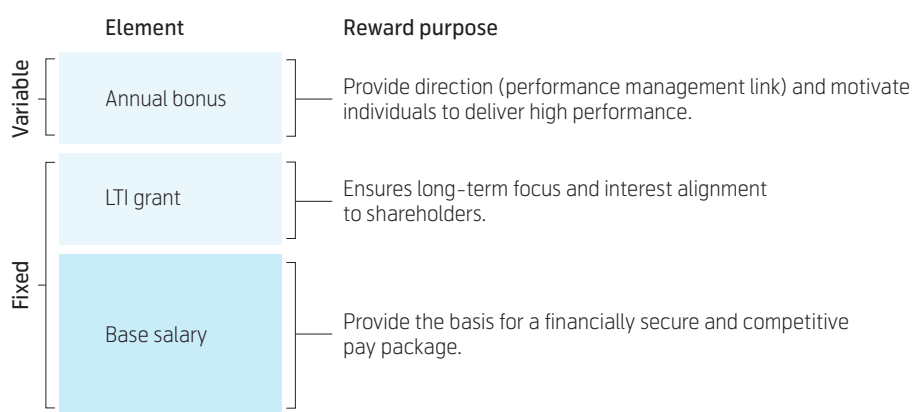 Element
Reward purpose
Variable
Annual bonus
Provide direction (performance management link) and motivate
individuals to deliver high performance.
Fixed
LTI grant
Ensures long-term focus and interest alignment
to shareholders.
Base salary
Provide the basis for a financially secure and competitive
pay package.